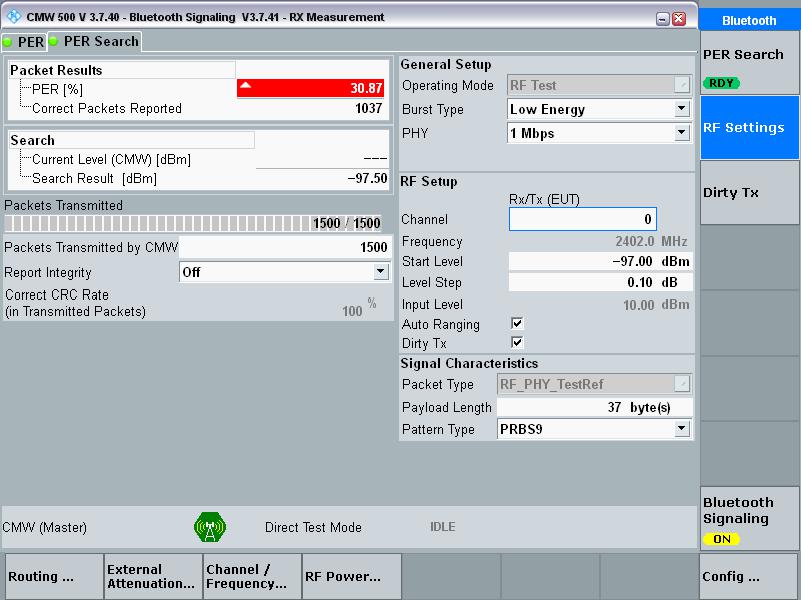 CMW 500 V 3.7.40 - Bluetooth Signaling V3.7.41 - RX Measurement
PER PER Search
Packet Results
PER [%] 30.87
Correct Packets Reported 1037
Search
Current Level (CMW) [dBm] ---
Search Result [dBm] -97.50
Packets Transmitted
1500 / 1500
Packets Transmitted by CMW 1500
Report Integrity Off
Correct CRC Rate
(in Transmitted Packets) 100 %
General Setup
Operating Mode RF Test
Burst Type Low Energy
PHY 1 Mbps
RF Setup
Rx/Tx (EUT)
Channel 0
Frequency 2402.0 MHz
Start Level -97.00 dBm
Level Step 0.10 dB
Input Level 10.00 dBm
Auto Ranging
Dirty Tx
Signal Characteristics
Packet Type RF_PHY_TestRef
Payload Length 37 byte(s)
Pattern Type PRBS9
CMW (Master) Direct Test Mode IDLE
Bluetooth
PER Search
RDY
RF Settings
Dirty Tx
Bluetooth
Signaling
ON
Routing ...
External
Attenuation...
Channel /
Frequency...
RF Power...
Config ...